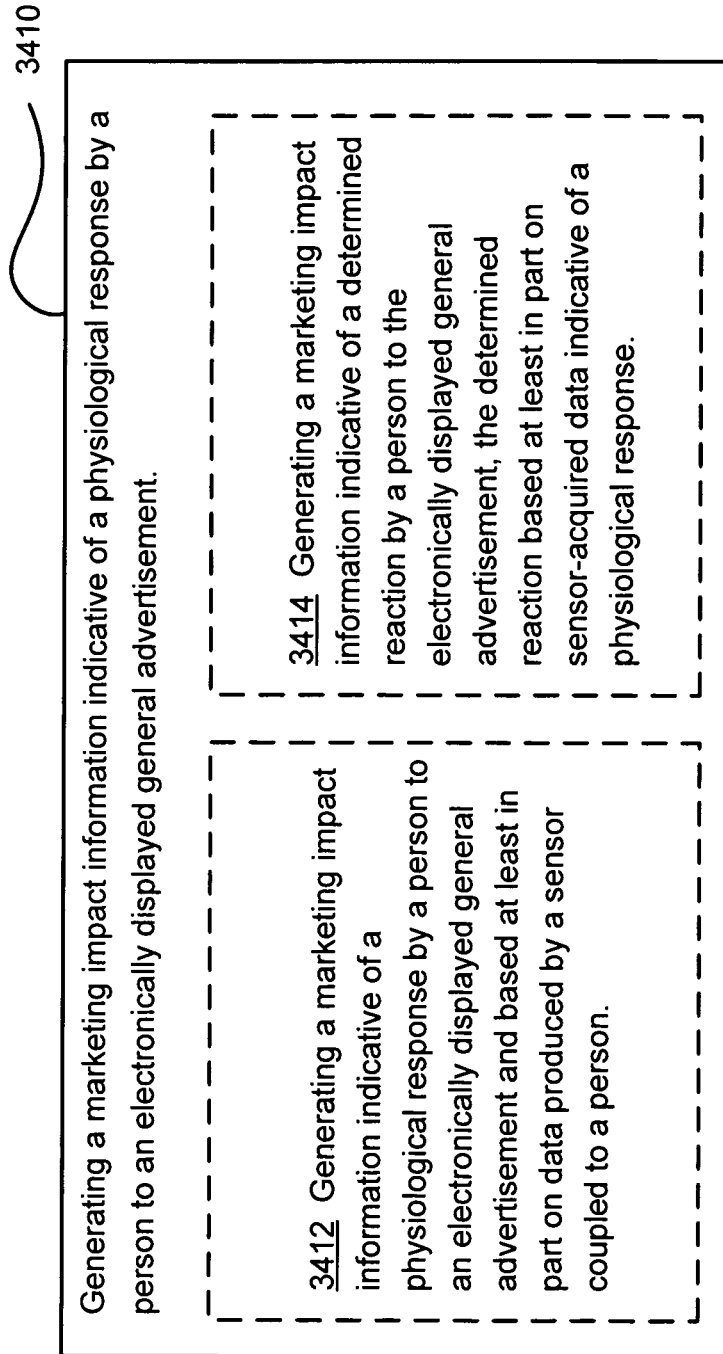 3410
Generating a marketing impact information indicative of a physiological response by a
person to an electronically displayed general advertisement.
3412 Generating a marketing impact
information indicative of a
physiological response by a person to
an electronically displayed general
advertisement and based at least in
part on data produced by a sensor
coupled to a person.
3414 Generating a marketing impact
information indicative of a determined
reaction by a person to the
electronically displayed general
advertisement, the determined
reaction based at least in part on
sensor-acquired data indicative of a
physiological response.